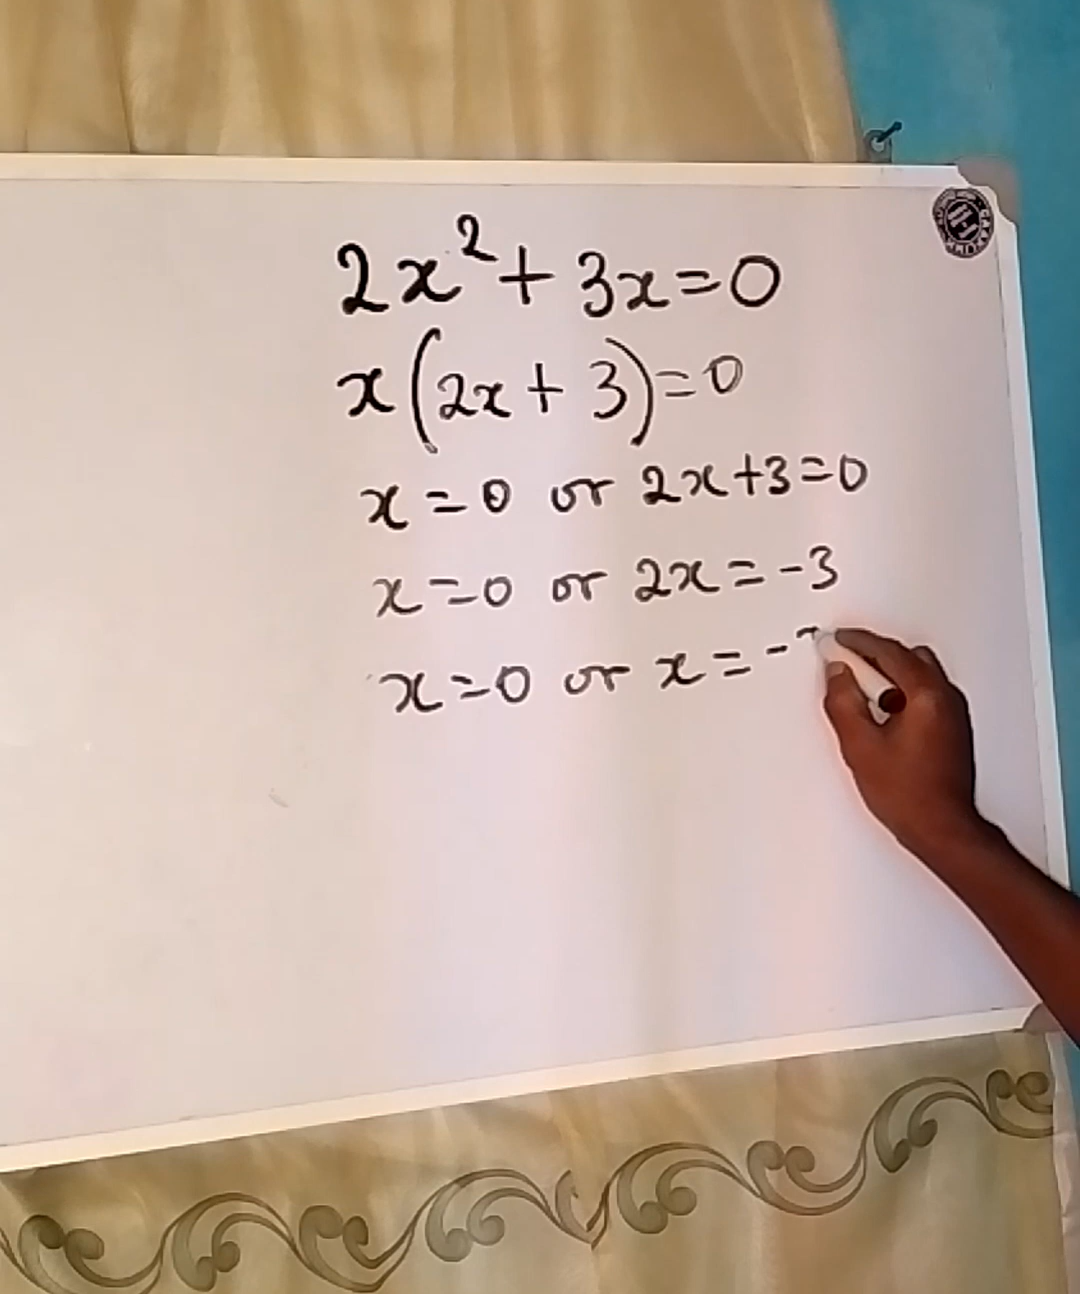 2x² + 3x = 0
x(2x + 3) = 0
x = 0 or 2x + 3 = 0
x = 0 or 2x = -3
x = 0 or x = -